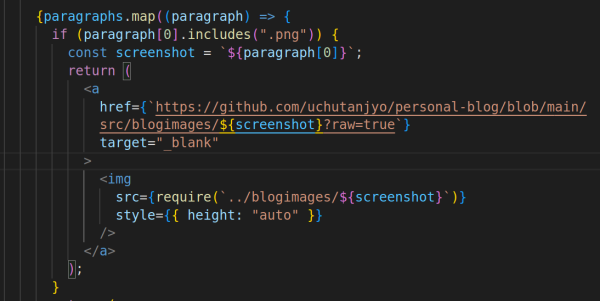 {paragraphs.map((paragraph) => {
if (paragraph[0].includes(".png")) {
const screenshot = `${paragraph[0]}`;
return (
<a
href={`https://github.com/uchutanjyo/personal-blog/blob/main/
src/blogimages/${screenshot}?raw=true`}
target="_blank"
>
<img
src={require(`../blogimages/${screenshot}`)}
style={{ height: "auto" }}
/>
</a>
);
}